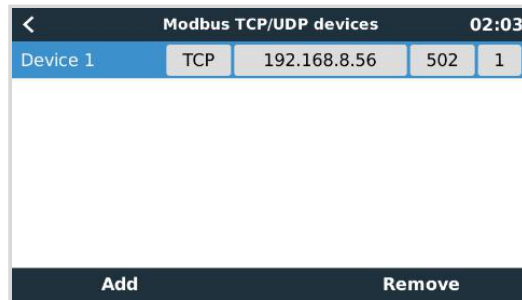 Modbus TCP/UDP devices 02:03
Device 1 TCP 192.168.8.56 502 1
Add Remove